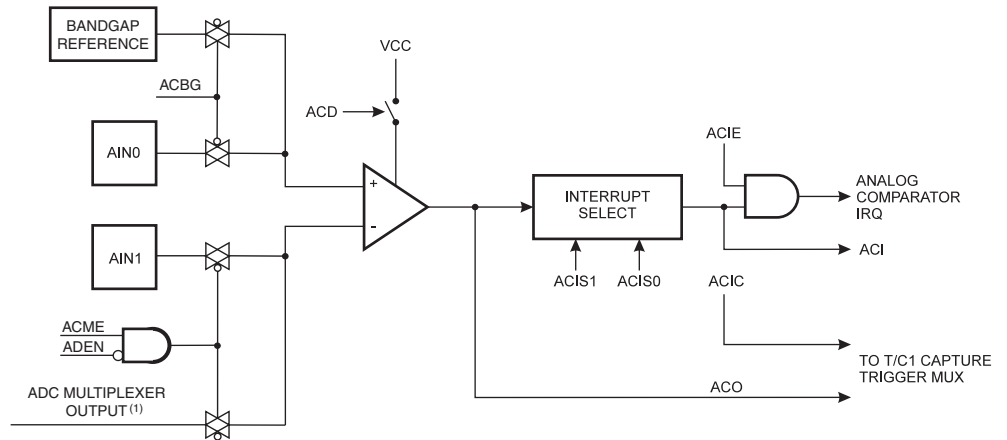 BANDGAP
REFERENCE
VCC
ACBG
ACD
AIN0
ACIE
+
INTERRUPT
SELECT
ANALOG
COMPARATOR
IRQ
-
AIN1
ACI
ACIS1 ACIS0 ACIC
ACME
ADEN
TO T/C1 CAPTURE
TRIGGER MUX
ADC MULTIPLEXER
OUTPUT (1)
ACO